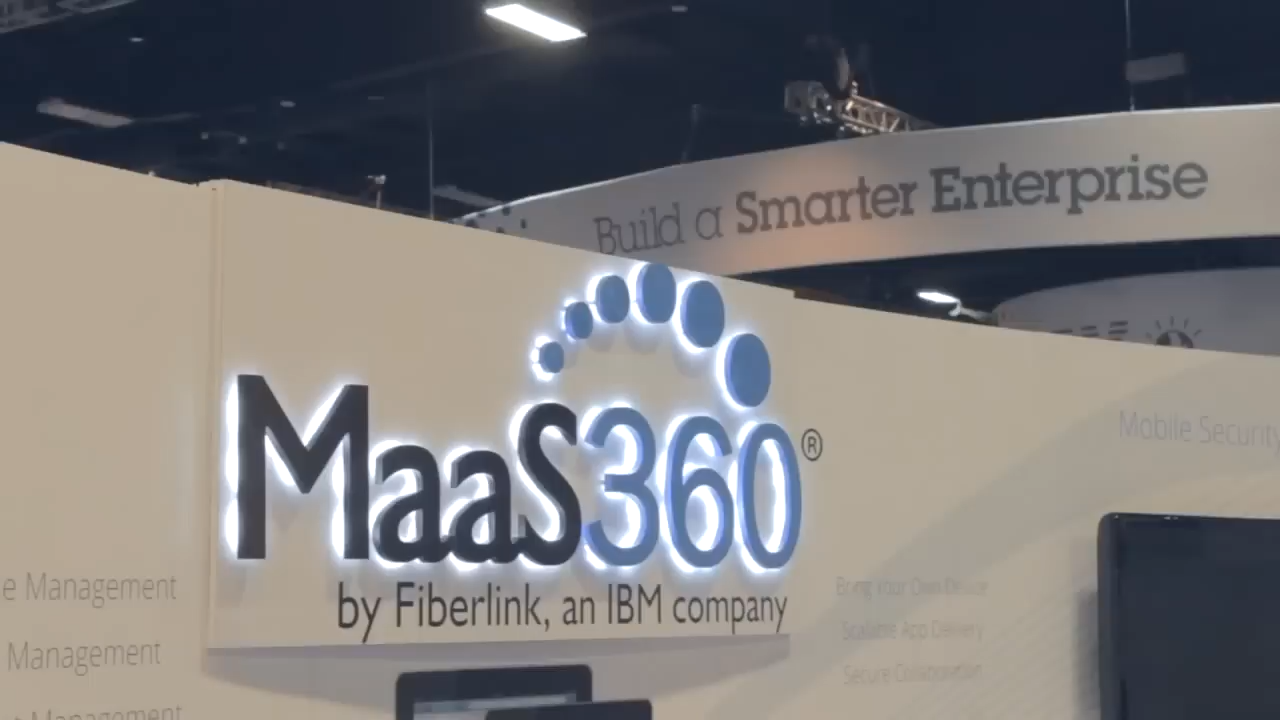 Build a Smarter Enterprise
MaaS360®
by Fiberlink, an IBM company
Mobile Security
e Management
Management
Management
Bring Your Own Device
Scalable App Delivery
Secure Collaboration